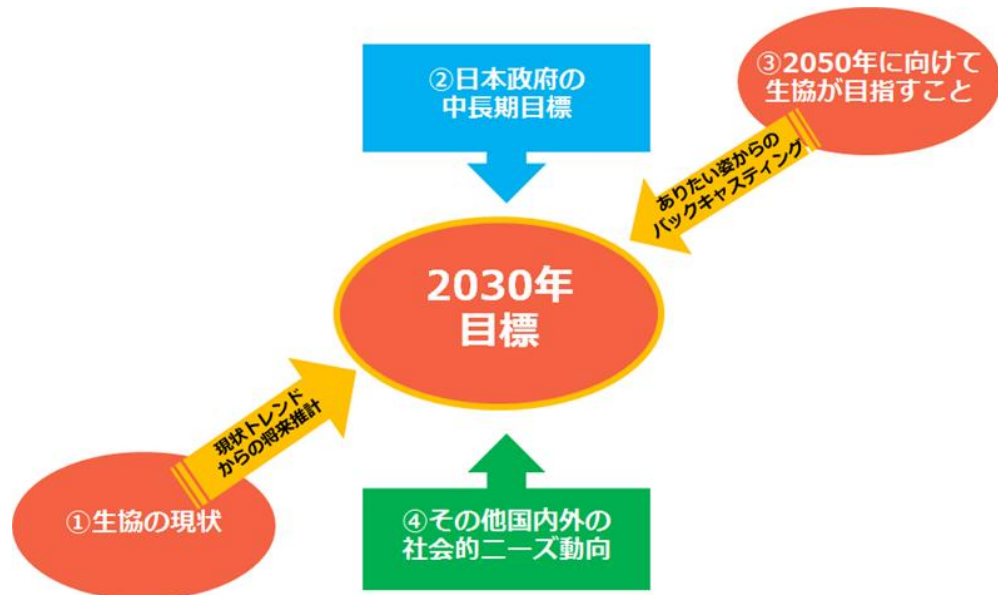 ②日本政府の
中長期目標
③2050年に向けて
生協が目指すこと
ありたい姿からの
バックキャスティング
2030年
目標
現状トレンド
からの将来推計
①生協の現状
④その他国内外の
社会的ニーズ動向